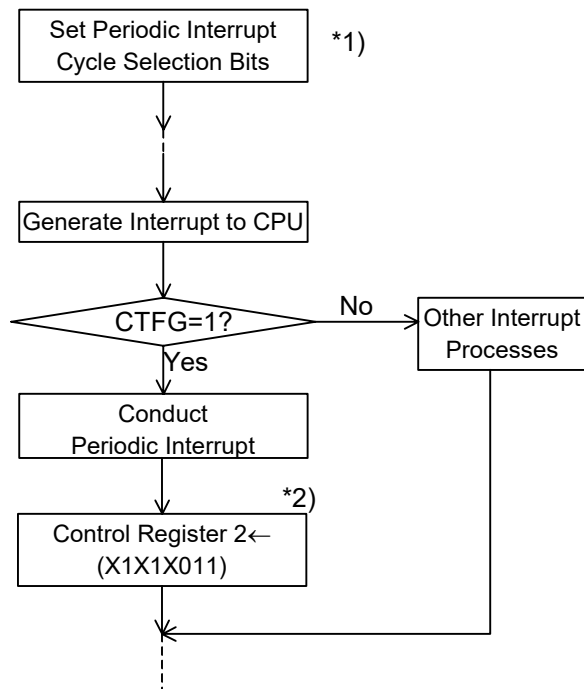 Set Periodic Interrupt
Cycle Selection Bits
*1)
Generate Interrupt to CPU
CTFG=1?
No
Other Interrupt
Processes
Yes
Conduct
Periodic Interrupt
*2)
Control Register 2←
(X1X1X011)